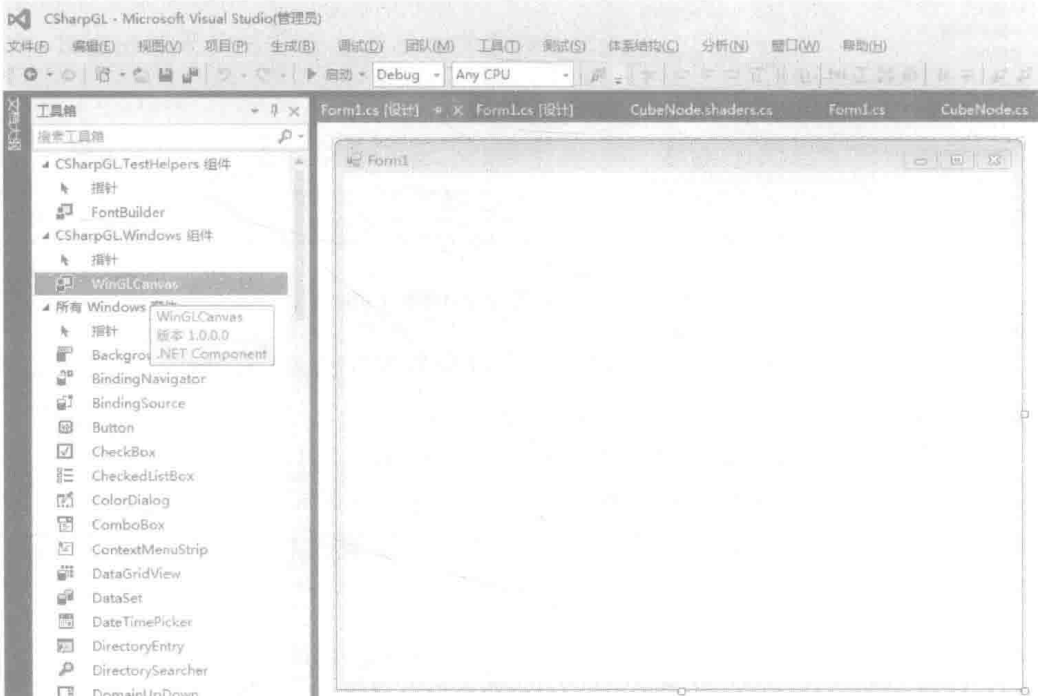 CSharpGL - Microsoft Visual Studio(管理员)
文件(F) 编辑(E) 视图(V) 项目(P) 生成(B) 调试(D) 团队(M) 工具(T) 测试(S) 体系结构(C) 分析(N) 窗口(W) 帮助(H)
启动 Debug Any CPU
工具箱
搜索工具箱
Form1.cs [设计] Form1.cs [设计] CubeNode.shaders.cs Form1.cs CubeNode.cs
Form1
CSharpGL.TestHelpers 组件
指针
FontBuilder
CSharpGL.Windows 组件
指针
WinGLCanvas
所有 Windows
WinGLCanvas
版本 1.0.0.0
.NET Component
指针
Backgro
BindingNavigator
BindingSource
Button
CheckBox
CheckedListBox
ColorDialog
ComboBox
ContextMenuStrip
DataGridView
DataSet
DateTimePicker
DirectoryEntry
DirectorySearcher
DomainUpDown